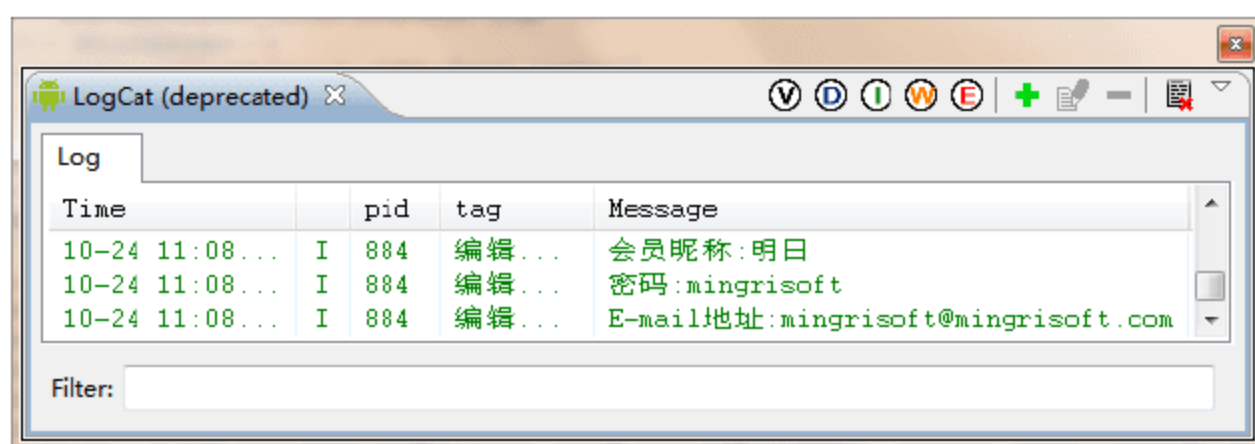 LogCat (deprecated)
V D I W E
Log
Time pid tag Message
10-24 11:08... I 884 编辑... 会员昵称:明日
10-24 11:08... I 884 编辑... 密码:mingrisoft
10-24 11:08... I 884 编辑... E-mail地址:mingrisoft@mingrisoft.com
Filter: